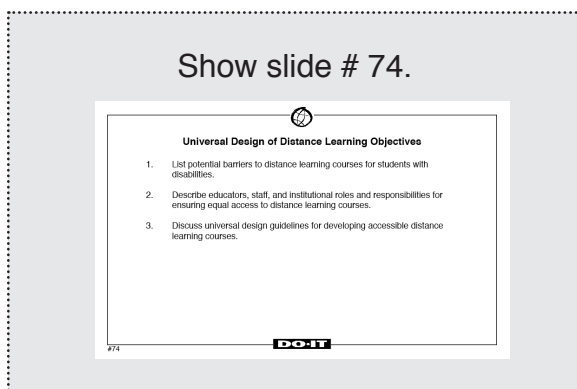 Show slide # 74.
Universal Design of Distance Learning Objectives
1. List potential barriers to distance learning courses for students with
disabilities.
2. Describe educators, staff, and institutional roles and responsibilities for
ensuring equal access to distance learning courses.
3. Discuss universal design guidelines for developing accessible distance
learning courses.
#74
DO-IT